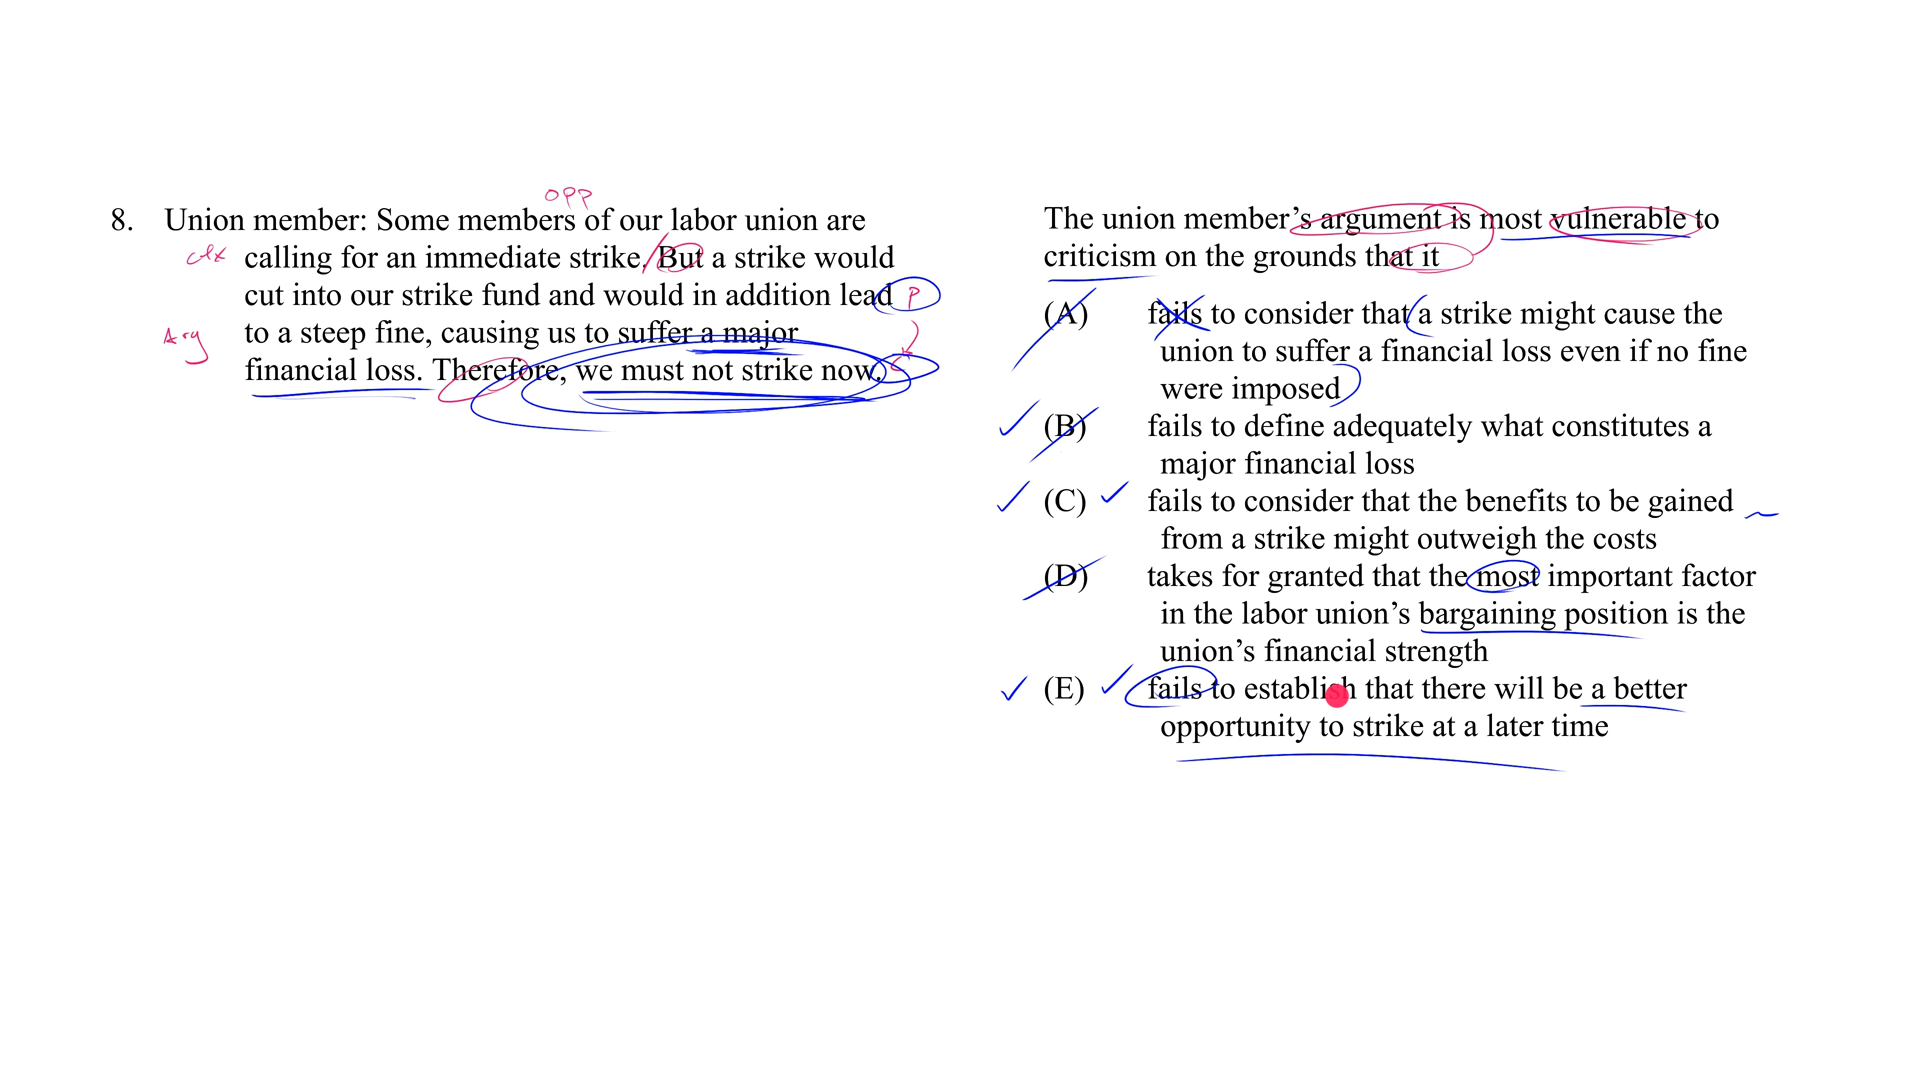 OPP
8. Union member: Some members of our labor union are
calling for an immediate strike. But a strike would
cut into our strike fund and would in addition lead P
Arg to a steep fine, causing us to suffer a major
financial loss. Therefore, we must not strike now.
The union member's argument is most vulnerable to
criticism on the grounds that it
(A) fails to consider that a strike might cause the
union to suffer a financial loss even if no fine
were imposed
(B) fails to define adequately what constitutes a
major financial loss
(C) fails to consider that the benefits to be gained
from a strike might outweigh the costs
(D) takes for granted that the most important factor
in the labor union's bargaining position is the
union's financial strength
(E) fails to establish that there will be a better
opportunity to strike at a later time